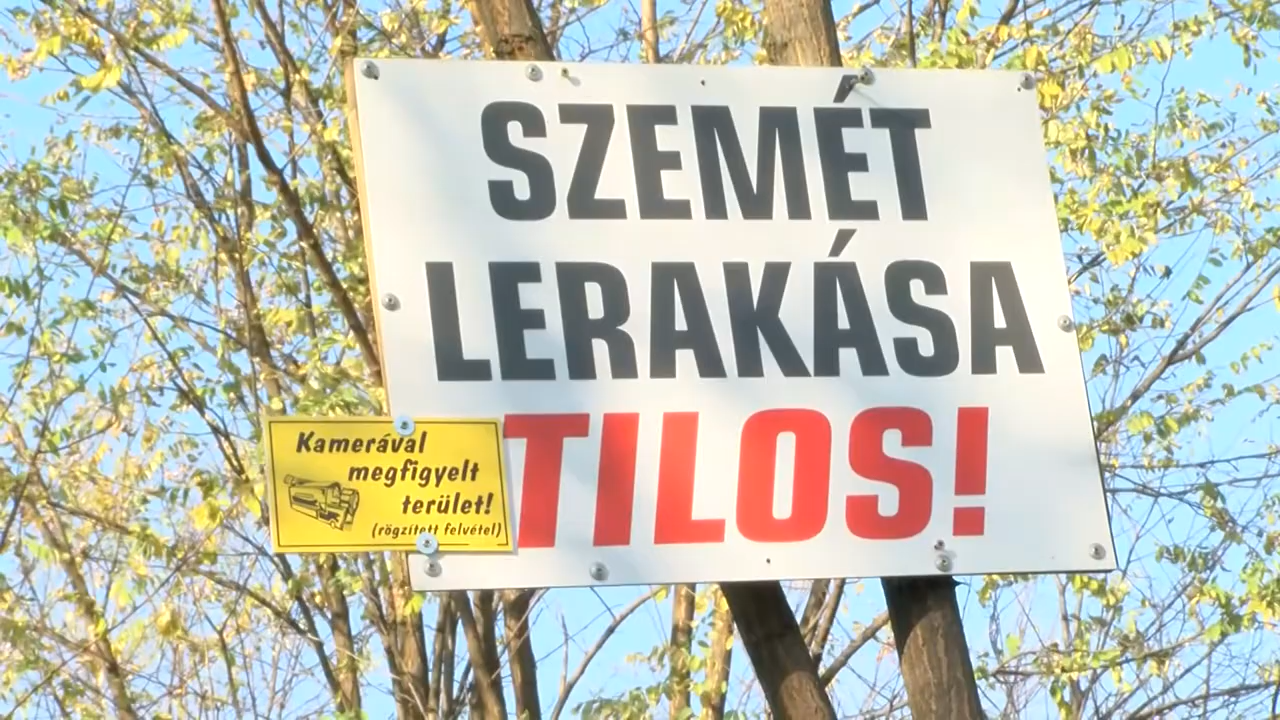 SZEMÉT
LERAKÁSA
TILOS!
Kamerával
megfigyelt
terület!
(rögzített felvétel)